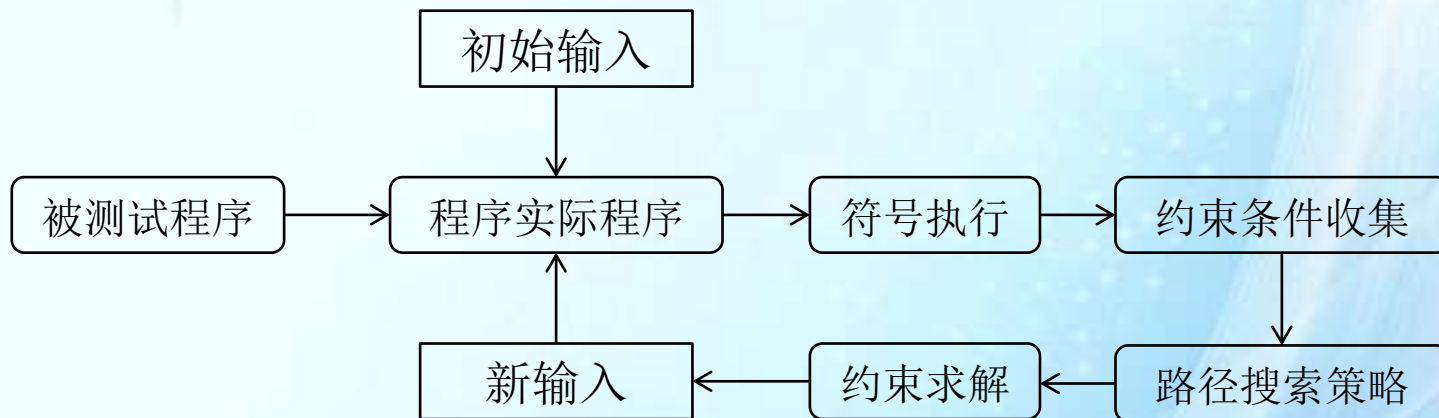 初始输入
被测试程序
程序实际程序
符号执行
约束条件收集
新输入
约束求解
路径搜索策略